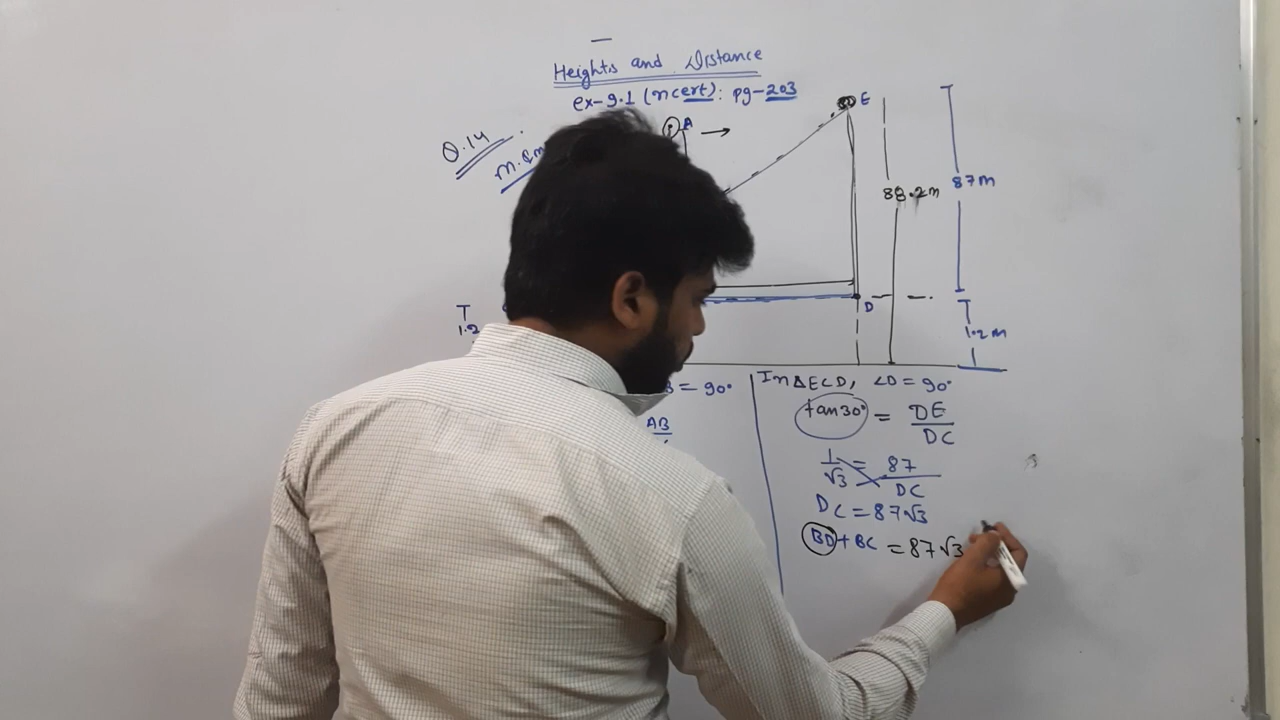 Heights and Distance
ex-9.1 (ncert): pg-203
Q.14
A
E
88.2m
87m
D
T
1.2
1.2m
= 90°
AB
In ΔECD, ∠D = 90°
tan30° = DE/DC
1/√3 = 87/DC
DC = 87√3
BD+BC = 87√3